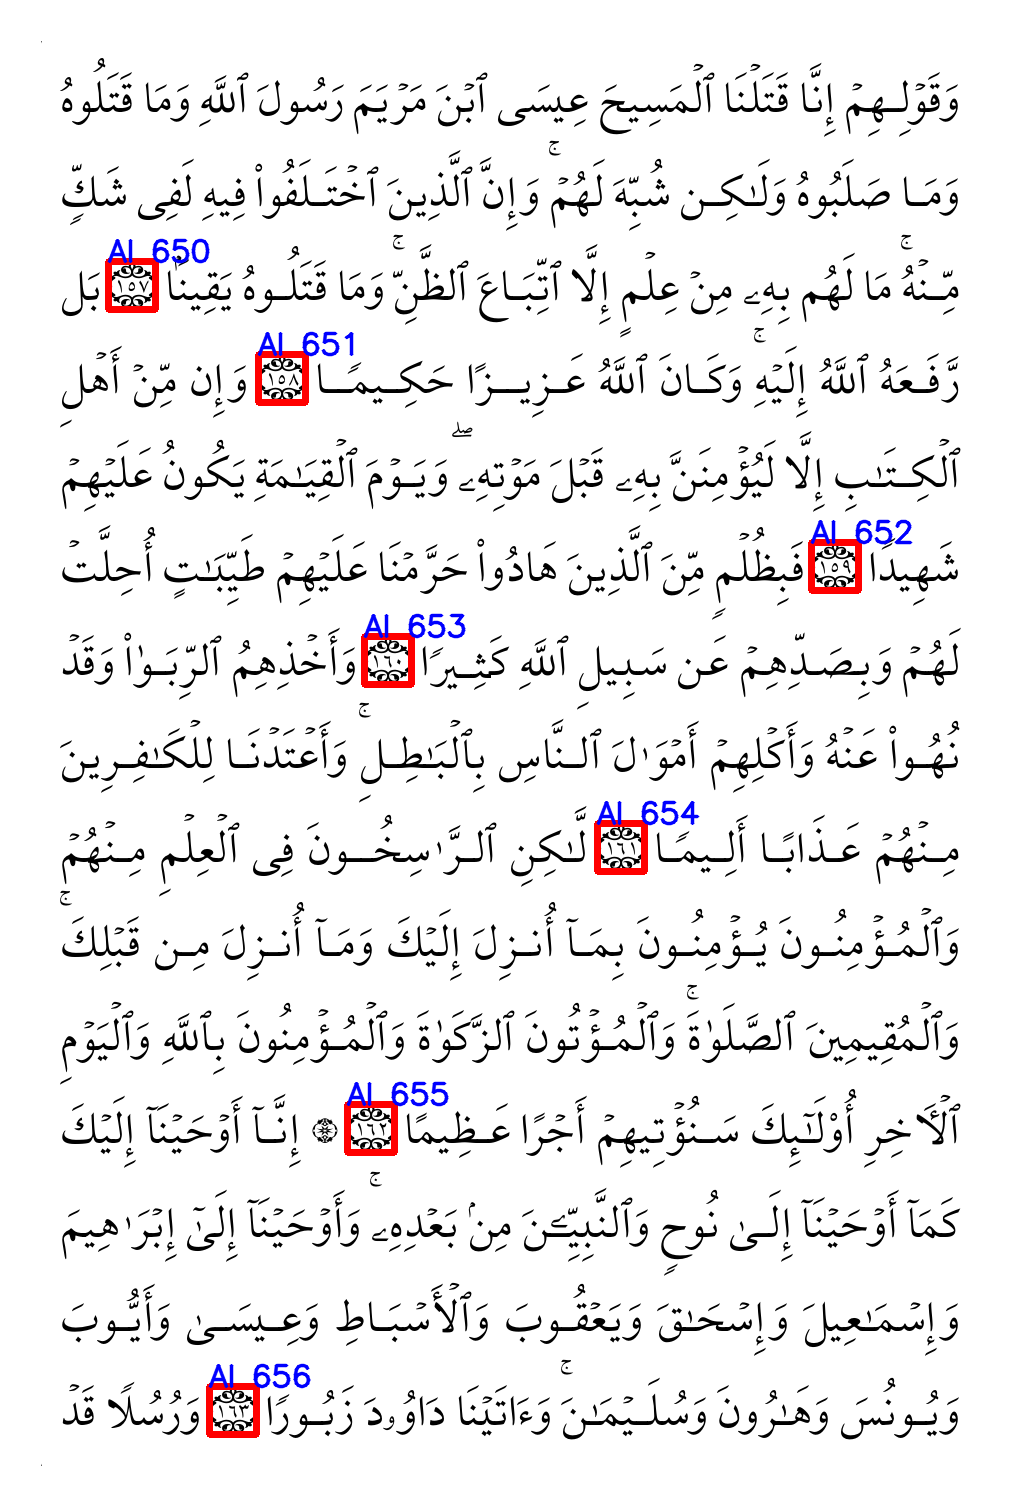 وَقَوْلِهِمْ إِنَّا قَتَلْنَا ٱلْمَسِيحَ عِيسَى ٱبْنَ مَرْيَمَ رَسُولَ ٱللَّهِ وَمَا قَتَلُوهُ
وَمَا صَلَبُوهُ وَلَٰكِن شُبِّهَ لَهُمْ ۚ وَإِنَّ ٱلَّذِينَ ٱخْتَلَفُوا۟ فِيهِ لَفِى شَكٍّ
AI_650
مِّنْهُ ۚ مَا لَهُم بِهِۦ مِنْ عِلْمٍ إِلَّا ٱتِّبَاعَ ٱلظَّنِّ ۚ وَمَا قَتَلُوهُ يَقِينًۢا ١٥٧ بَل
AI_651
رَّفَعَهُ ٱللَّهُ إِلَيْهِ ۚ وَكَانَ ٱللَّهُ عَزِيزًا حَكِيمًا ١٥٨ وَإِن مِّنْ أَهْلِ
ٱلْكِتَٰبِ إِلَّا لَيُؤْمِنَنَّ بِهِۦ قَبْلَ مَوْتِهِۦ ۖ وَيَوْمَ ٱلْقِيَٰمَةِ يَكُونُ عَلَيْهِمْ
AI_652
شَهِيدًا ١٥٩ فَبِظُلْمٍ مِّنَ ٱلَّذِينَ هَادُوا۟ حَرَّمْنَا عَلَيْهِمْ طَيِّبَٰتٍ أُحِلَّتْ
AI_653
لَهُمْ وَبِصَدِّهِمْ عَن سَبِيلِ ٱللَّهِ كَثِيرًا ١٦٠ وَأَخْذِهِمُ ٱلرِّبَوٰا۟ وَقَدْ
نُهُوا۟ عَنْهُ وَأَكْلِهِمْ أَمْوَٰلَ ٱلنَّاسِ بِٱلْبَٰطِلِ ۚ وَأَعْتَدْنَا لِلْكَٰفِرِينَ
AI_654
مِنْهُمْ عَذَابًا أَلِيمًا ١٦١ لَّٰكِنِ ٱلرَّٰسِخُونَ فِى ٱلْعِلْمِ مِنْهُمْ
وَٱلْمُؤْمِنُونَ يُؤْمِنُونَ بِمَآ أُنزِلَ إِلَيْكَ وَمَآ أُنزِلَ مِن قَبْلِكَ ۚ
وَٱلْمُقِيمِينَ ٱلصَّلَوٰةَ ۚ وَٱلْمُؤْتُونَ ٱلزَّكَوٰةَ وَٱلْمُؤْمِنُونَ بِٱللَّهِ وَٱلْيَوْمِ
AI_655
ٱلْـَٔاخِرِ أُو۟لَٰٓئِكَ سَنُؤْتِيهِمْ أَجْرًا عَظِيمًا ١٦٢ ۞ إِنَّآ أَوْحَيْنَآ إِلَيْكَ
كَمَآ أَوْحَيْنَآ إِلَىٰ نُوحٍ وَٱلنَّبِيِّـۧنَ مِنۢ بَعْدِهِۦ ۚ وَأَوْحَيْنَآ إِلَىٰٓ إِبْرَٰهِيمَ
وَإِسْمَٰعِيلَ وَإِسْحَٰقَ وَيَعْقُوبَ وَٱلْأَسْبَاطِ وَعِيسَىٰ وَأَيُّوبَ
AI_656
وَيُونُسَ وَهَٰرُونَ وَسُلَيْمَٰنَ ۚ وَءَاتَيْنَا دَاوُۥدَ زَبُورًا ١٦٣ وَرُسُلًا قَدْ